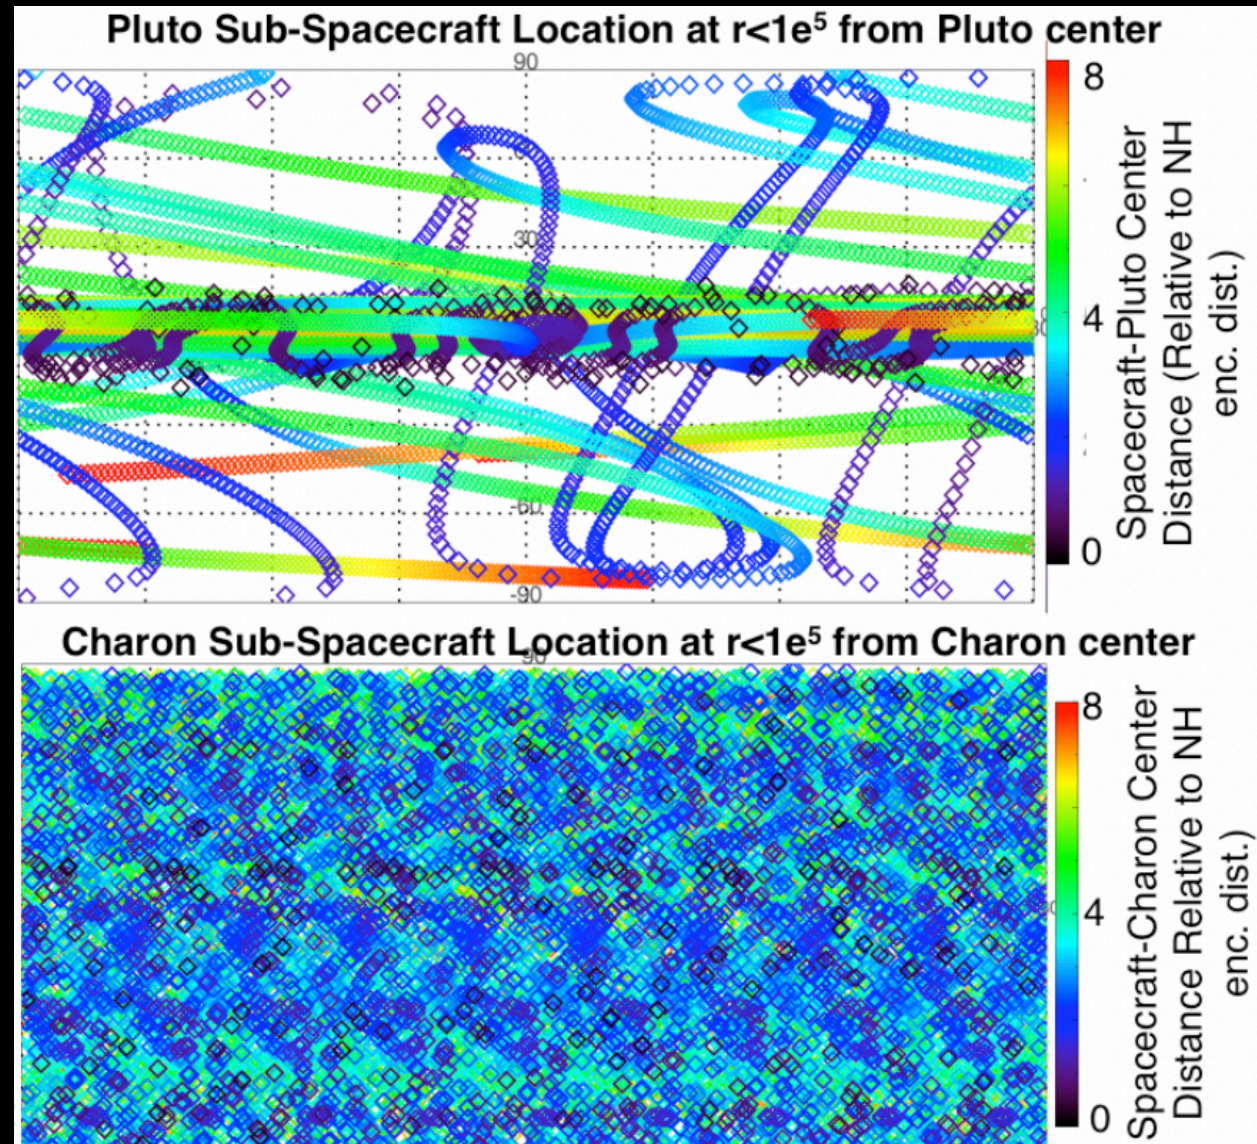 Pluto Sub-Spacecraft Location at r<1e⁵ from Pluto center
90
30
-60
-90
8
4
0
Spacecraft-Pluto Center
Distance (Relative to NH
enc. dist.)
Charon Sub-Spacecraft Location at r<1e⁵ from Charon center
90
8
4
0
Spacecraft-Charon Center
Distance Relative to NH
enc. dist.)